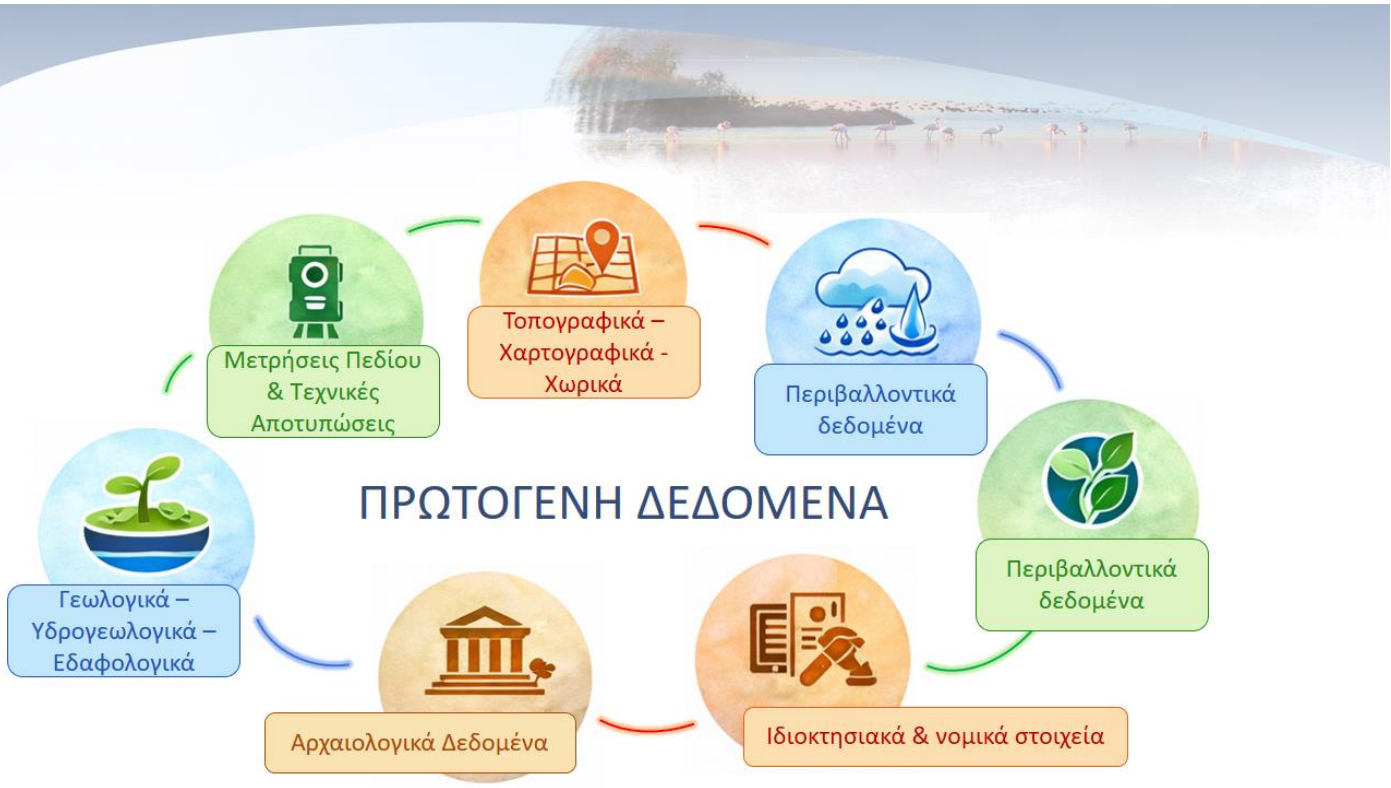 Τοπογραφικά –
Χαρτογραφικά -
Χωρικά
Μετρήσεις Πεδίου
& Τεχνικές
Αποτυπώσεις
Περιβαλλοντικά
δεδομένα
ΠΡΩΤΟΓΕΝΗ ΔΕΔΟΜΕΝΑ
Περιβαλλοντικά
δεδομένα
Γεωλογικά –
Υδρογεωλογικά –
Εδαφολογικά
Αρχαιολογικά Δεδομένα
Ιδιοκτησιακά & νομικά στοιχεία